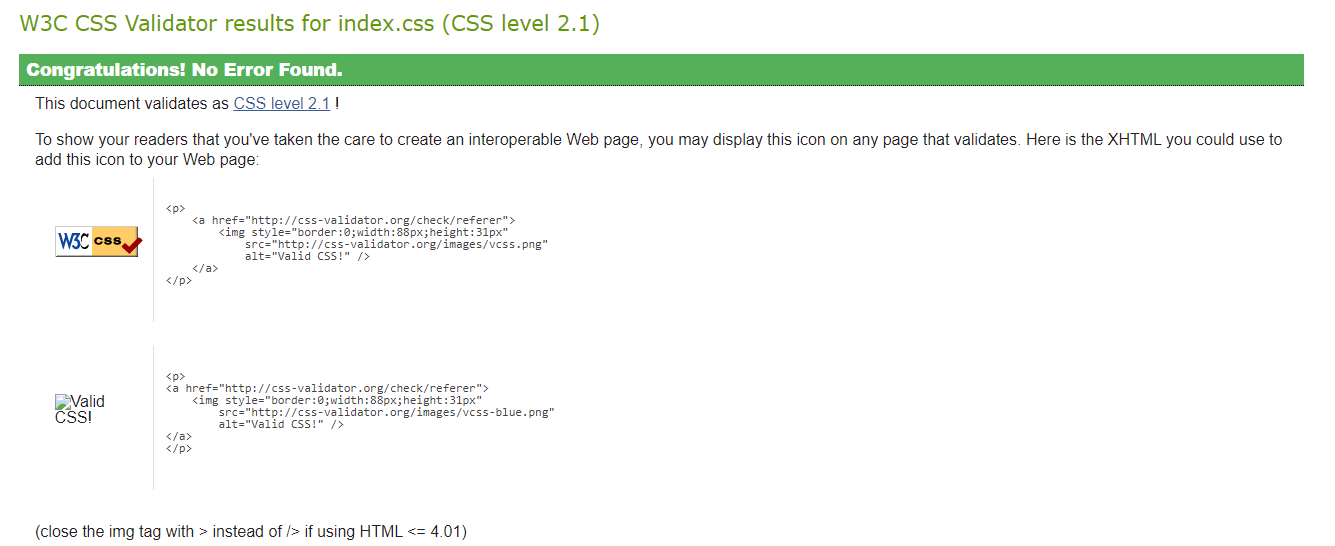 W3C CSS Validator results for index.css (CSS level 2.1)
Congratulations! No Error Found.
This document validates as CSS level 2.1 !
To show your readers that you've taken the care to create an interoperable Web page, you may display this icon on any page that validates. Here is the XHTML you could use to
add this icon to your Web page:
<p>
    <a href="http://css-validator.org/check/referer">
        <img style="border:0;width:88px;height:31px"
            src="http://css-validator.org/images/vcss.png"
            alt="Valid CSS!" />
    </a>
</p>
W3C css
<p>
<a href="http://css-validator.org/check/referer">
    <img style="border:0;width:88px;height:31px"
        src="http://css-validator.org/images/vcss-blue.png"
        alt="Valid CSS!" />
</a>
</p>
Valid
CSS!
(close the img tag with > instead of /> if using HTML <= 4.01)